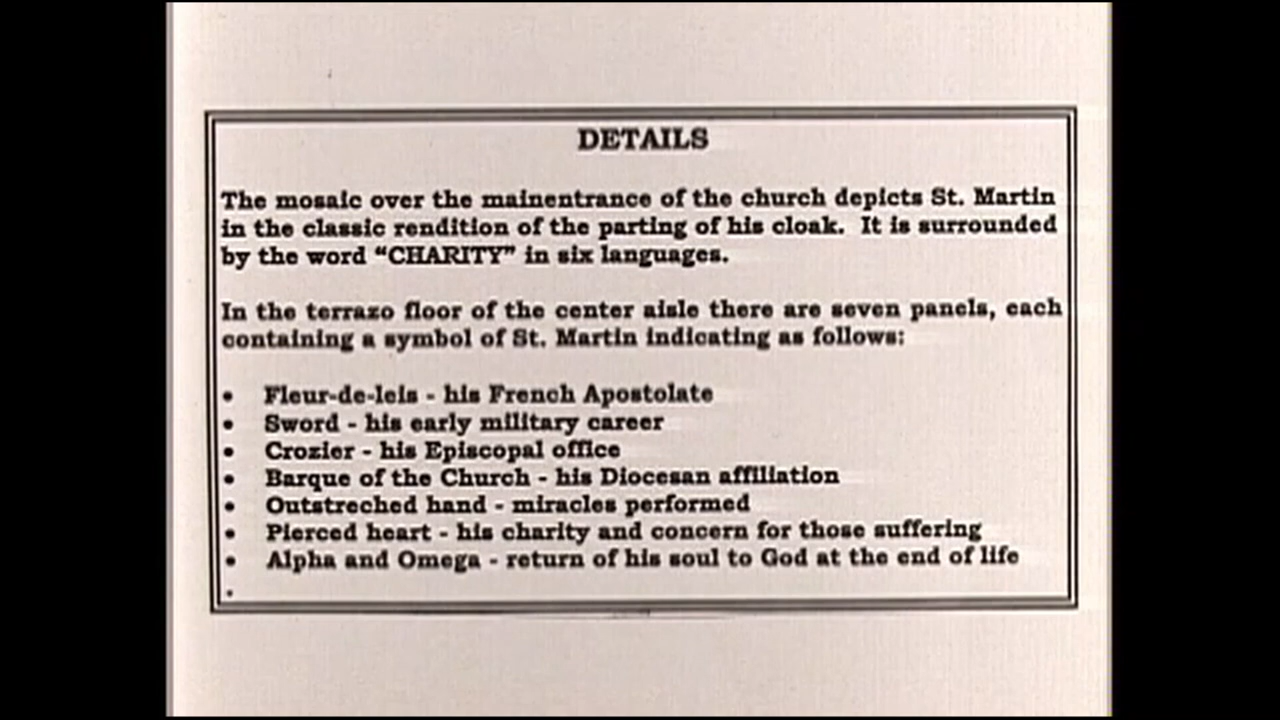 DETAILS
The mosaic over the mainentrance of the church depicts St. Martin
in the classic rendition of the parting of his cloak. It is surrounded
by the word “CHARITY” in six languages.
In the terrazo floor of the center aisle there are seven panels, each
containing a symbol of St. Martin indicating as follows:
• Fleur-de-leis - his French Apostolate
• Sword - his early military career
• Crozier - his Episcopal office
• Barque of the Church - his Diocesan affiliation
• Outstreched hand - miracles performed
• Pierced heart - his charity and concern for those suffering
• Alpha and Omega - return of his soul to God at the end of life
.